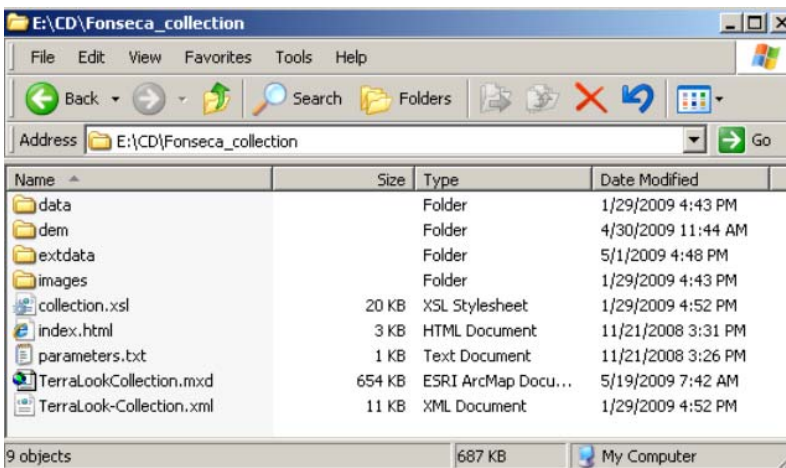 E:\CD\Fonseca_collection
File Edit View Favorites Tools Help
Back Search Folders
Address E:\CD\Fonseca_collection Go
Name Size Type Date Modified
data Folder 1/29/2009 4:43 PM
dem Folder 4/30/2009 11:44 AM
extdata Folder 5/1/2009 4:48 PM
images Folder 1/29/2009 4:43 PM
collection.xsl 20 KB XSL Stylesheet 1/29/2009 4:52 PM
index.html 3 KB HTML Document 11/21/2008 3:31 PM
parameters.txt 1 KB Text Document 11/21/2008 3:26 PM
TerraLookCollection.mxd 654 KB ESRI ArcMap Docu... 5/19/2009 7:42 AM
TerraLook-Collection.xml 11 KB XML Document 1/29/2009 4:52 PM
9 objects 687 KB My Computer